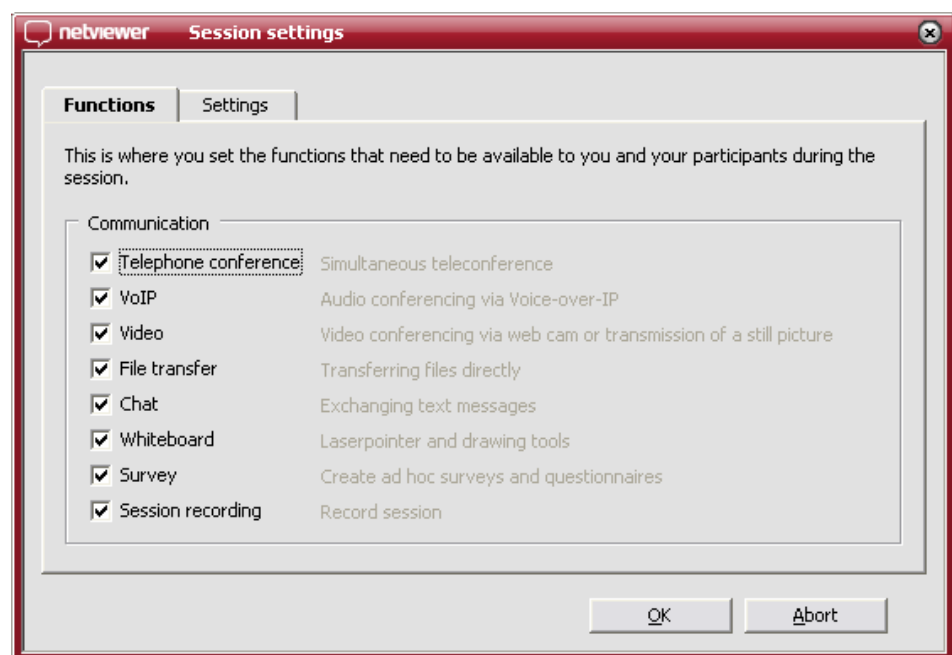 netviewer Session settings
Functions Settings
This is where you set the functions that need to be available to you and your participants during the
session.
Communication
Telephone conference Simultaneous teleconference
VoIP Audio conferencing via Voice-over-IP
Video Video conferencing via web cam or transmission of a still picture
File transfer Transferring files directly
Chat Exchanging text messages
Whiteboard Laserpointer and drawing tools
Survey Create ad hoc surveys and questionnaires
Session recording Record session
OK Abort